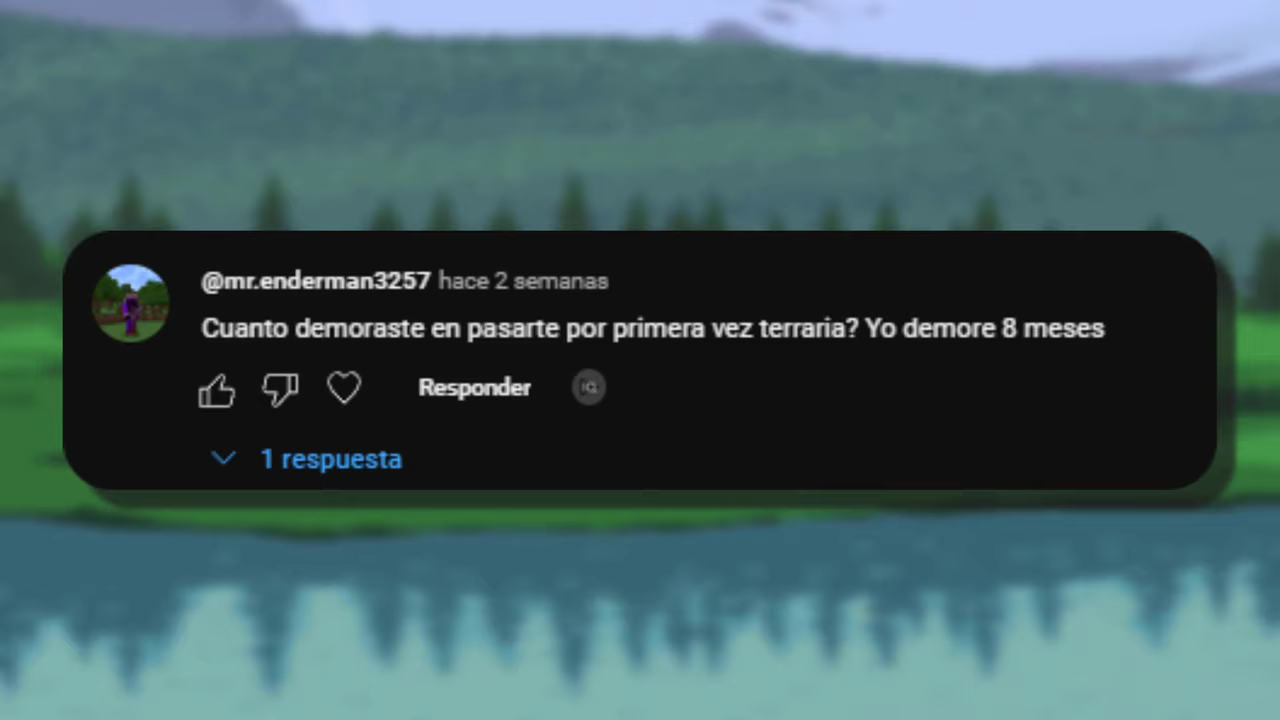 @mr.enderman3257 hace 2 semanas
Cuanto demoraste en pasarte por primera vez terraria? Yo demore 8 meses
Responder
1 respuesta